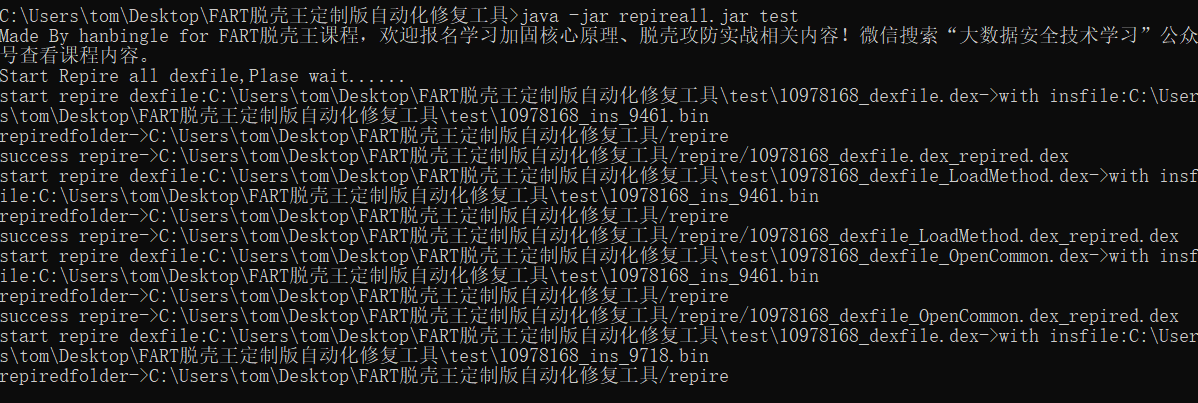 C:\Users\tom\Desktop\FART脱壳王定制版自动化修复工具>java -jar repireall.jar test
Made By hanbingle for FART脱壳王课程，欢迎报名学习加固核心原理、脱壳攻防实战相关内容！微信搜索“大数据安全技术学习”公众
号查看课程内容。
Start Repire all dexfile,Plase wait......
start repire dexfile:C:\Users\tom\Desktop\FART脱壳王定制版自动化修复工具\test\10978168_dexfile.dex->with insfile:C:\User
s\tom\Desktop\FART脱壳王定制版自动化修复工具\test\10978168_ins_9461.bin
repiredfolder->C:\Users\tom\Desktop\FART脱壳王定制版自动化修复工具/repire
success repire->C:\Users\tom\Desktop\FART脱壳王定制版自动化修复工具/repire/10978168_dexfile.dex_repired.dex
start repire dexfile:C:\Users\tom\Desktop\FART脱壳王定制版自动化修复工具\test\10978168_dexfile_LoadMethod.dex->with insf
ile:C:\Users\tom\Desktop\FART脱壳王定制版自动化修复工具\test\10978168_ins_9461.bin
repiredfolder->C:\Users\tom\Desktop\FART脱壳王定制版自动化修复工具/repire
success repire->C:\Users\tom\Desktop\FART脱壳王定制版自动化修复工具/repire/10978168_dexfile_LoadMethod.dex_repired.dex
start repire dexfile:C:\Users\tom\Desktop\FART脱壳王定制版自动化修复工具\test\10978168_dexfile_OpenCommon.dex->with insf
ile:C:\Users\tom\Desktop\FART脱壳王定制版自动化修复工具\test\10978168_ins_9461.bin
repiredfolder->C:\Users\tom\Desktop\FART脱壳王定制版自动化修复工具/repire
success repire->C:\Users\tom\Desktop\FART脱壳王定制版自动化修复工具/repire/10978168_dexfile_OpenCommon.dex_repired.dex
start repire dexfile:C:\Users\tom\Desktop\FART脱壳王定制版自动化修复工具\test\10978168_dexfile.dex->with insfile:C:\User
s\tom\Desktop\FART脱壳王定制版自动化修复工具\test\10978168_ins_9718.bin
repiredfolder->C:\Users\tom\Desktop\FART脱壳王定制版自动化修复工具/repire